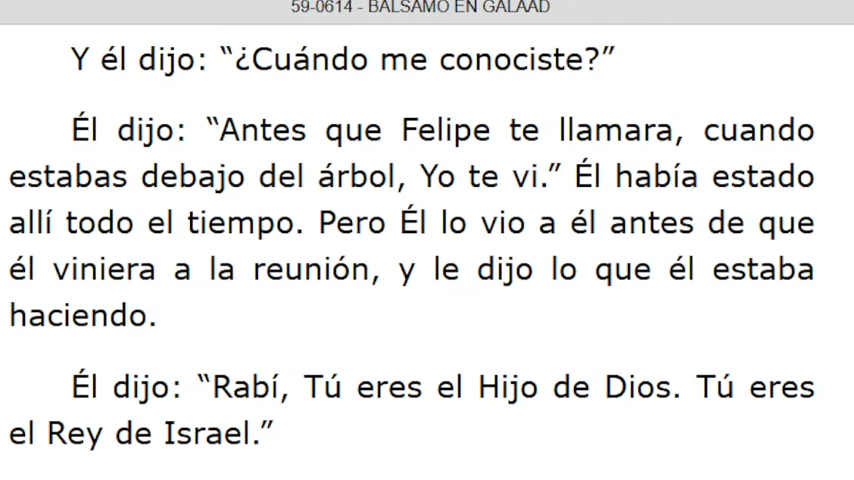 59-0614 - BÁLSAMO EN GALAAD
Y él dijo: “¿Cuándo me conociste?”
Él dijo: “Antes que Felipe te llamara, cuando
estabas debajo del árbol, Yo te vi.” Él había estado
allí todo el tiempo. Pero Él lo vio a él antes de que
él viniera a la reunión, y le dijo lo que él estaba
haciendo.
Él dijo: “Rabí, Tú eres el Hijo de Dios. Tú eres
el Rey de Israel.”